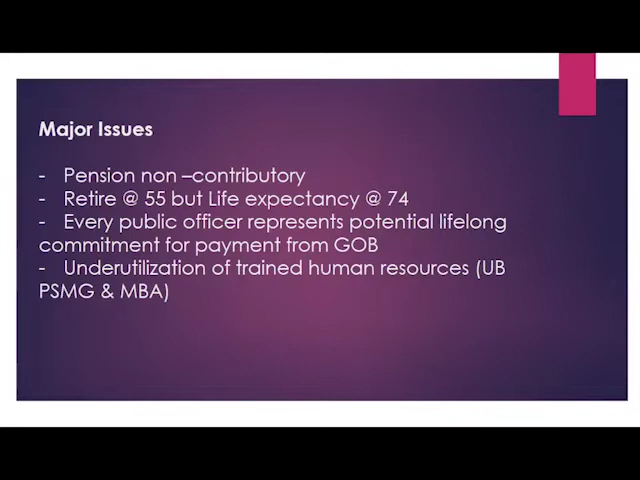 Major Issues
- Pension non –contributory
- Retire @ 55 but Life expectancy @ 74
- Every public officer represents potential lifelong
commitment for payment from GOB
- Underutilization of trained human resources (UB
PSMG & MBA)